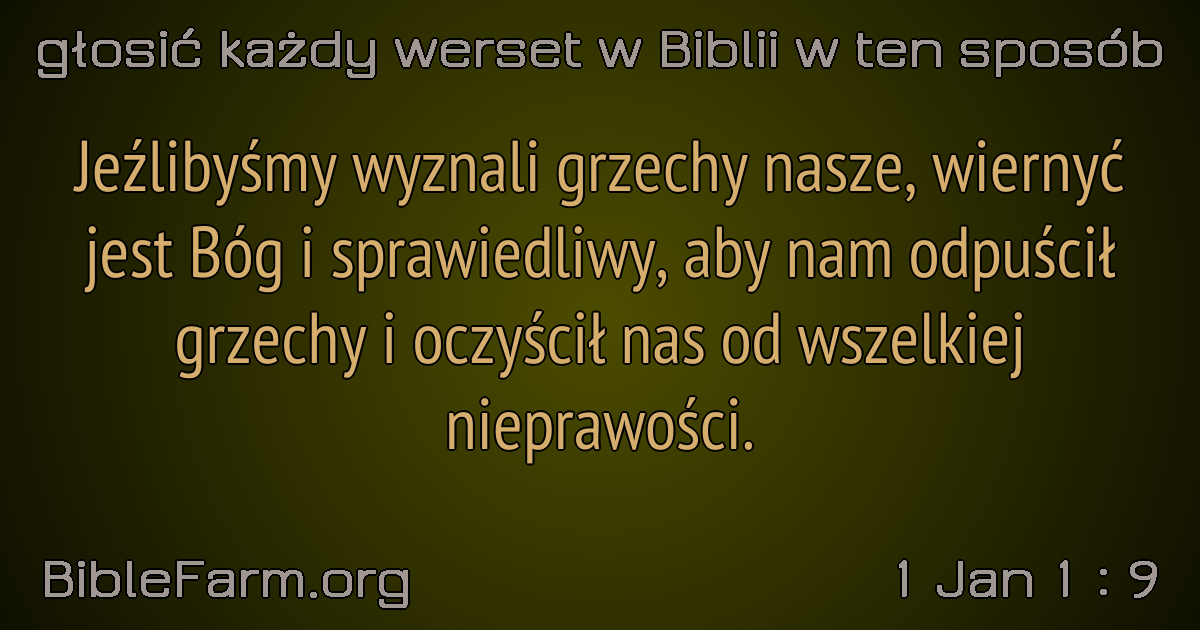 głosić każdy werset w Biblii w ten sposób
Jeźlibyśmy wyznali grzechy nasze, wiernyć
jest Bóg i sprawiedliwy, aby nam odpuścił
grzechy i oczyścił nas od wszelkiej
nieprawości.
BibleFarm.org
1 Jan 1 : 9